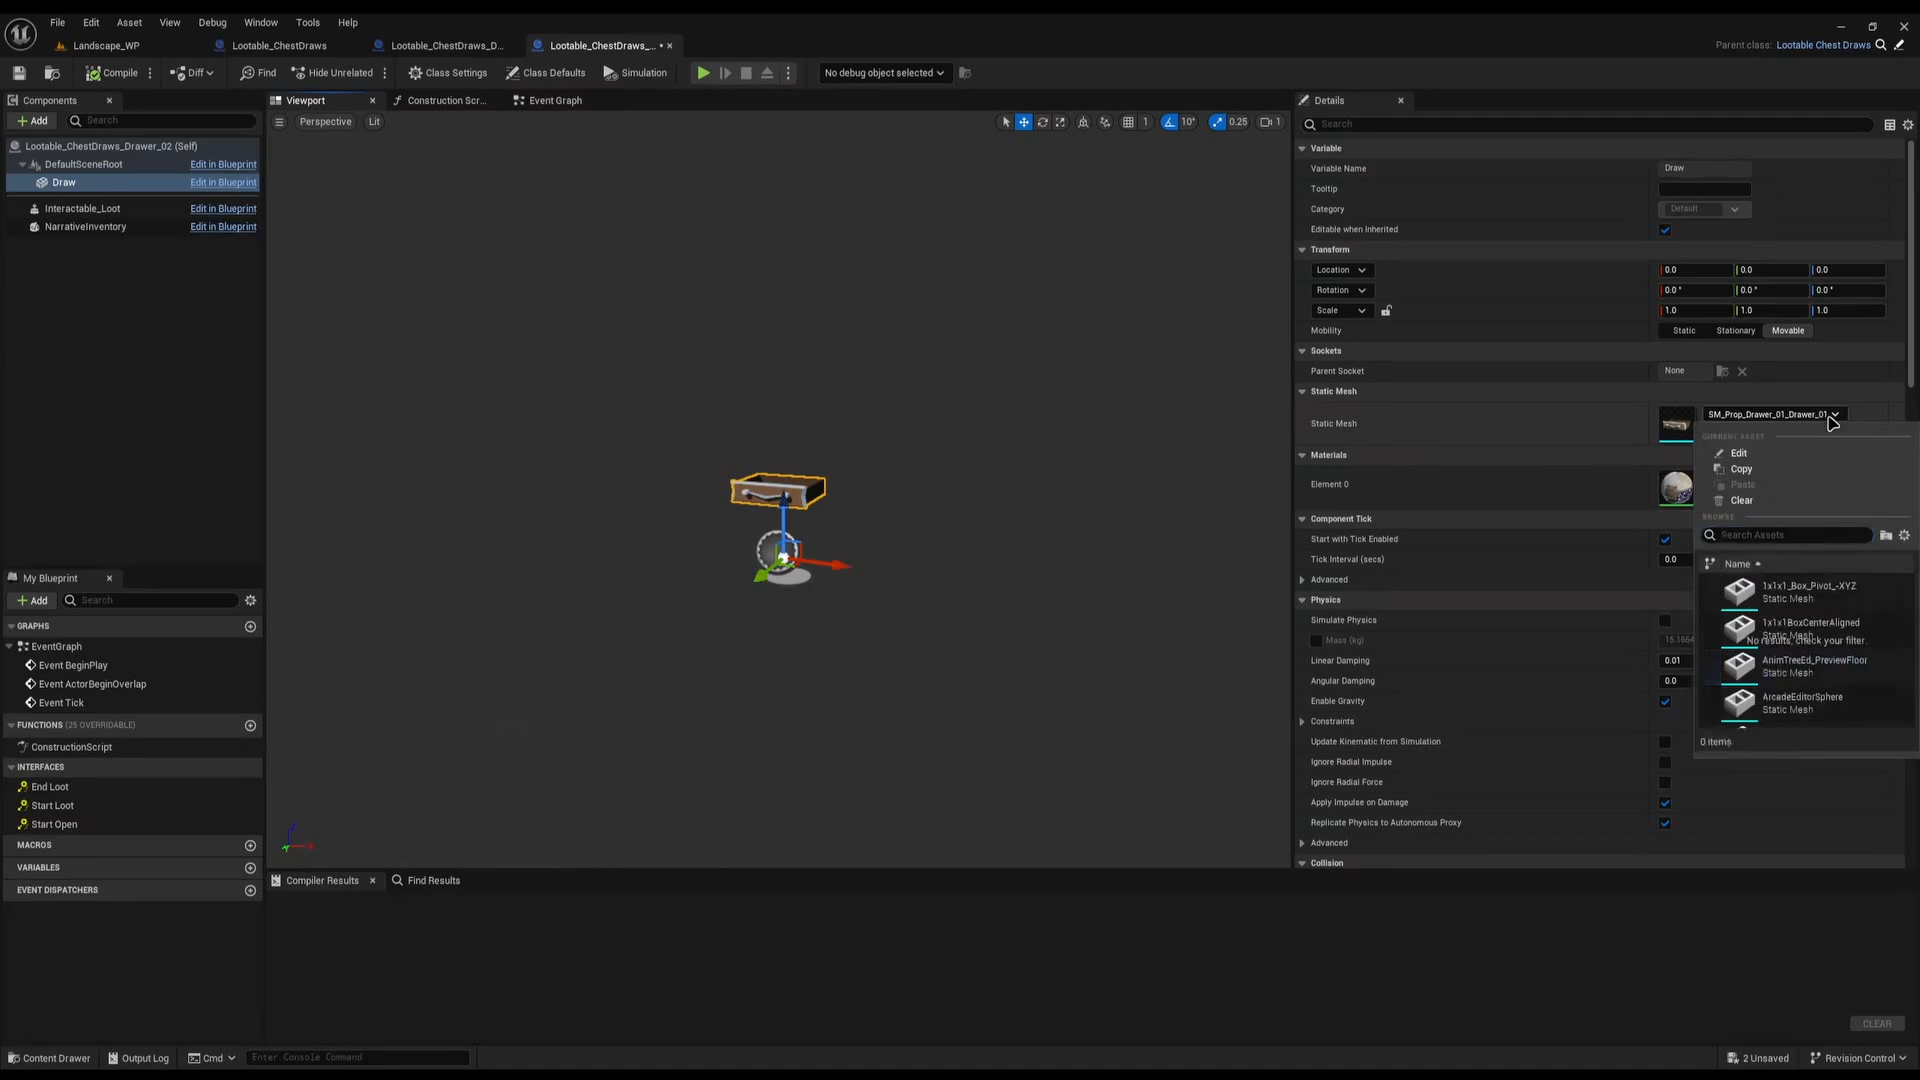 File Edit Asset View Debug Window Tools Help
Landscape_WP Lootable_ChestDraws Lootable_ChestDraws_D... Lootable_ChestDraws_... •
Parent class: Lootable Chest Draws
Compile Diff Find Hide Unrelated Class Settings Class Defaults Simulation No debug object selected
Components
Add Search
Lootable_ChestDraws_Drawer_02 (Self)
DefaultSceneRoot Edit in Blueprint
Draw Edit in Blueprint
Interactable_Loot Edit in Blueprint
NarrativeInventory Edit in Blueprint
My Blueprint
Add Search
GRAPHS
EventGraph
Event BeginPlay
Event ActorBeginOverlap
Event Tick
FUNCTIONS (25 OVERRIDABLE)
ConstructionScript
INTERFACES
End Loot
Start Loot
Start Open
MACROS
VARIABLES
EVENT DISPATCHERS
Viewport Construction Scr... Event Graph
Perspective Lit 1 10° 0.25 1
Compiler Results Find Results
CLEAR
Details
Search
Variable
Variable Name Draw
Tooltip
Category Default
Editable when Inherited
Transform
Location 0.0 0.0 0.0
Rotation 0.0 ° 0.0 ° 0.0 °
Scale 1.0 1.0 1.0
Mobility Static Stationary Movable
Sockets
Parent Socket None
Static Mesh
Static Mesh SM_Prop_Drawer_01_Drawer_01
Materials
Element 0
Component Tick
Start with Tick Enabled
Tick Interval (secs) 0.0
Advanced
Physics
Simulate Physics
Mass (kg) 15.1664
Linear Damping 0.01
Angular Damping 0.0
Enable Gravity
Constraints
Update Kinematic from Simulation
Ignore Radial Impulse
Ignore Radial Force
Apply Impulse on Damage
Replicate Physics to Autonomous Proxy
Advanced
Collision
CURRENT ASSET
Edit
Copy
Paste
Clear
BROWSE
Search Assets
Name
1x1x1_Box_Pivot_-XYZ
Static Mesh
1x1x1BoxCenterAligned
Static Mesh
No results, check your filter.
AnimTreeEd_PreviewFloor
Static Mesh
ArcadeEditorSphere
Static Mesh
0 items
Content Drawer Output Log Cmd Enter Console Command 2 Unsaved Revision Control